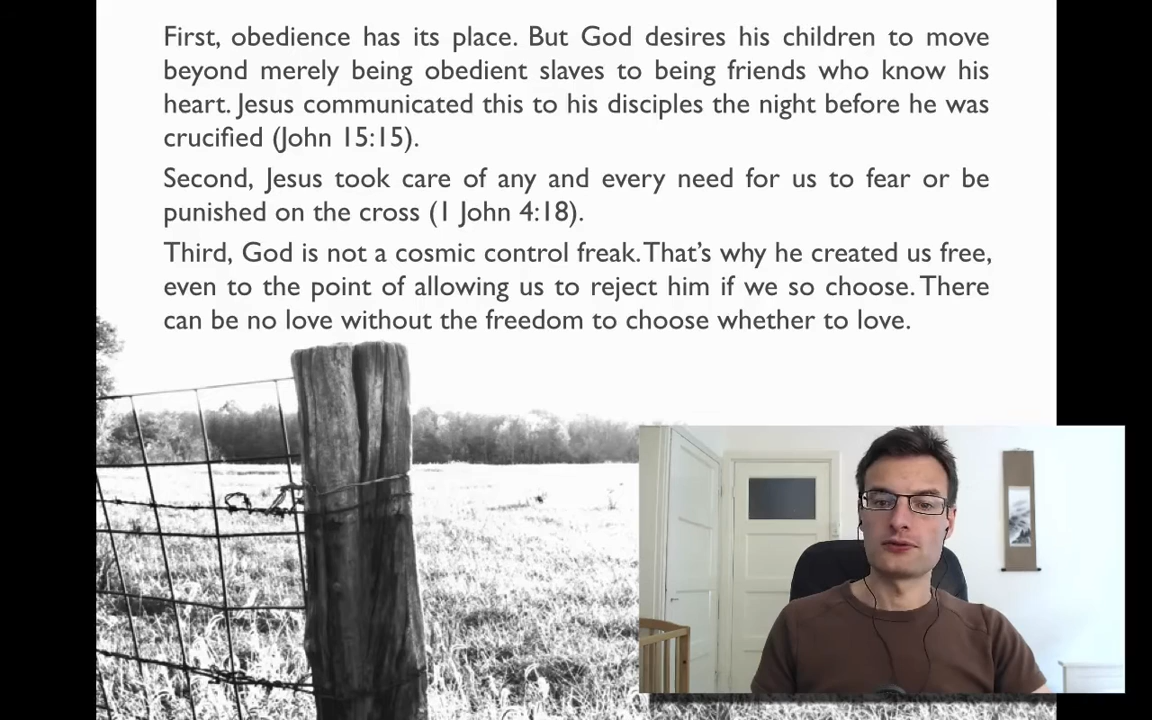 First, obedience has its place. But God desires his children to move
beyond merely being obedient slaves to being friends who know his
heart. Jesus communicated this to his disciples the night before he was
crucified (John 15:15).
Second, Jesus took care of any and every need for us to fear or be
punished on the cross (1 John 4:18).
Third, God is not a cosmic control freak. That's why he created us free,
even to the point of allowing us to reject him if we so choose. There
can be no love without the freedom to choose whether to love.